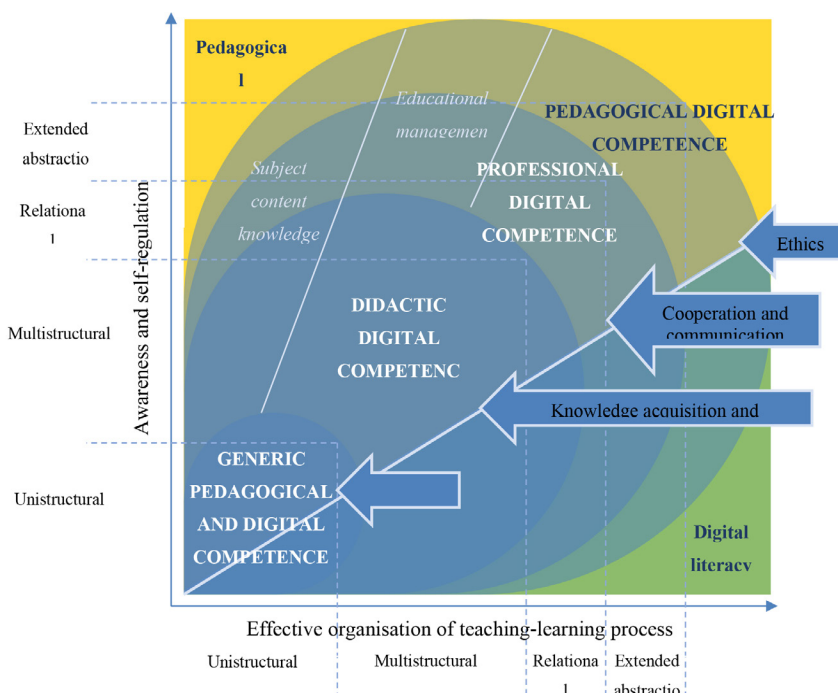 Pedagogica
l
Educational
managemen
PEDAGOGICAL DIGITAL
COMPETENCE
Extended
abstractio
Subject
content
knowledge
PROFESSIONAL
DIGITAL
COMPETENCE
Relationa
l
Ethics
Awareness and self-regulation
Multistructural
DIDACTIC
DIGITAL
COMPETENC
Cooperation and
communication
Knowledge acquisition and
Unistructural
GENERIC
PEDAGOGICAL
AND DIGITAL
COMPETENCE
Digital
literacy
Effective organisation of teaching-learning process
Unistructural
Multistructural
Relationa
l
Extended
abstractio